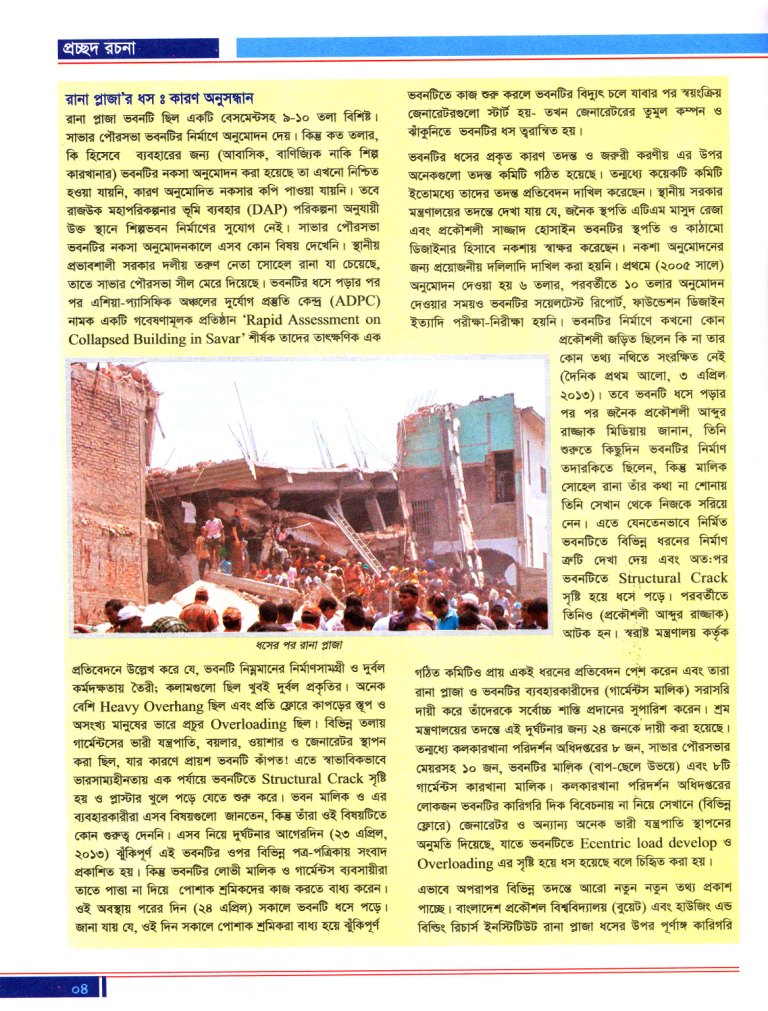 প্রচ্ছদ রচনা
রানা প্লাজা'র ধস ঃ কারণ অনুসন্ধান
রানা প্লাজা ভবনটি ছিল একটি বেসমেন্টসহ ৯-১০ তলা বিশিষ্ট।
সাভার পৌরসভা ভবনটির নির্মাণে অনুমোদন দেয়। কিন্তু কত তলার,
কি হিসেবে ব্যবহারের জন্য (আবাসিক, বাণিজ্যিক নাকি শিল্প
কারখানার) ভবনটির নকসা অনুমোদন করা হয়েছে তা এখনো নিশ্চিত
হওয়া যায়নি, কারণ অনুমোদিত নকসার কপি পাওয়া যায়নি। তবে
রাজউক মহাপরিকল্পনার ভূমি ব্যবহার (DAP) পরিকল্পনা অনুযায়ী
উক্ত স্থানে শিল্পভবন নির্মাণের সুযোগ নেই। সাভার পৌরসভা
ভবনটির নকসা অনুমোদনকালে এসব কোন বিষয় দেখেনি। স্থানীয়
প্রভাবশালী সরকার দলীয় তরুণ নেতা সোহেল রানা যা চেয়েছে,
তাতে সাভার পৌরসভা সীল মেরে দিয়েছে। ভবনটির ধসে পড়ার পর
পর এশিয়া-প্যাসিফিক অঞ্চলের দুর্যোগ প্রস্তুতি কেন্দ্র (ADPC)
নামক একটি গবেষণামূলক প্রতিষ্ঠান 'Rapid Assessment on
Collapsed Building in Savar' শীর্ষক তাদের তাৎক্ষণিক এক
ধসের পর রানা প্লাজা
প্রতিবেদনে উল্লেখ করে যে, ভবনটি নিম্নমানের নির্মাণসামগ্রী ও দুর্বল
কর্মদক্ষতায় তৈরী; কলামগুলো ছিল খুবই দুর্বল প্রকৃতির। অনেক
বেশি Heavy Overhang ছিল এবং প্রতি ফ্লোরে কাপড়ের স্তূপ ও
অসংখ্য মানুষের ভারে প্রচুর Overloading ছিল। বিভিন্ন তলায়
গার্মেন্টসের ভারী যন্ত্রপাতি, বয়লার, ওয়াশার ও জেনারেটর স্থাপন
করা ছিল, যার কারণে প্রায়শ ভবনটি কাঁপত! এতে স্বাভাবিকভাবে
ভারসাম্যহীনতায় এক পর্যায়ে ভবনটিতে Structural Crack সৃষ্টি
হয় ও প্লাস্টার খুলে পড়ে যেতে শুরু করে। ভবন মালিক ও এর
ব্যবহারকারীরা এসব বিষয়গুলো জানতেন, কিন্তু তাঁরা ওই বিষয়টিতে
কোন গুরুত্ব দেননি। এসব নিয়ে দুর্ঘটনার আগেরদিন (২৩ এপ্রিল,
২০১৩) ঝুঁকিপূর্ণ এই ভবনটির ওপর বিভিন্ন পত্র-পত্রিকায় সংবাদ
প্রকাশিত হয়। কিন্তু ভবনটির লোভী মালিক ও গার্মেন্টস ব্যবসায়ীরা
তাতে পাত্তা না দিয়ে পোশাক শ্রমিকদের কাজ করতে বাধ্য করেন।
ওই অবস্থায় পরের দিন (২৪ এপ্রিল) সকালে ভবনটি ধসে পড়ে।
জানা যায় যে, ওই দিন সকালে পোশাক শ্রমিকরা বাধ্য হয়ে ঝুঁকিপূর্ণ
ভবনটিতে কাজ শুরু করলে ভবনটির বিদ্যুৎ চলে যাবার পর স্বয়ংক্রিয়
জেনারেটরগুলো স্টার্ট হয়- তখন জেনারেটরের তুমুল কম্পন ও
ঝাঁকুনিতে ভবনটির ধস ত্বরান্বিত হয়।
ভবনটির ধসের প্রকৃত কারণ তদন্ত ও জরুরী করণীয় এর উপর
অনেকগুলো তদন্ত কমিটি গঠিত হয়েছে। তন্মধ্যে কয়েকটি কমিটি
ইতোমধ্যে তাদের তদন্ত প্রতিবেদন দাখিল করেছেন। স্থানীয় সরকার
মন্ত্রণালয়ের তদন্তে দেখা যায় যে, জনৈক স্থপতি এটিএম মাসুদ রেজা
এবং প্রকৌশলী সাজ্জাদ হোসাইন ভবনটির স্থপতি ও কাঠামো
ডিজাইনার হিসাবে নকশায় স্বাক্ষর করেছেন। নকশা অনুমোদনের
জন্য প্রয়োজনীয় দলিলাদি দাখিল করা হয়নি। প্রথমে (২০০৫ সালে)
অনুমোদন দেওয়া হয় ৬ তলার, পরবর্তীতে ১০ তলার অনুমোদন
দেওয়ার সময়ও ভবনটির সয়েলটেস্ট রিপোর্ট, ফাউন্ডেশন ডিজাইন
ইত্যাদি পরীক্ষা-নিরীক্ষা হয়নি। ভবনটির নির্মাণে কখনো কোন
প্রকৌশলী জড়িত ছিলেন কি না তার
কোন তথ্য নথিতে সংরক্ষিত নেই
(দৈনিক প্রথম আলো, ৩ এপ্রিল
২০১৩)। তবে ভবনটি ধসে পড়ার
পর পর জনৈক প্রকৌশলী আব্দুর
রাজ্জাক মিডিয়ায় জানান, তিনি
শুরুতে কিছুদিন ভবনটির নির্মাণ
তদারকিতে ছিলেন, কিন্তু মালিক
সোহেল রানা তাঁর কথা না শোনায়
তিনি সেখান থেকে নিজকে সরিয়ে
নেন। এতে যেনতেনভাবে নির্মিত
ভবনটিতে বিভিন্ন ধরনের নির্মাণ
ত্রুটি দেখা দেয় এবং অতঃপর
ভবনটিতে Structural Crack
সৃষ্টি হয়ে ধসে পড়ে। পরবর্তীতে
তিনিও (প্রকৌশলী আব্দুর রাজ্জাক)
আটক হন। স্বরাষ্ট্র মন্ত্রণালয় কর্তৃক
গঠিত কমিটিও প্রায় একই ধরনের প্রতিবেদন পেশ করেন এবং তারা
রানা প্লাজা ও ভবনটির ব্যবহারকারীদের (গার্মেন্টস মালিক) সরাসরি
দায়ী করে তাঁদেরকে সর্বোচ্চ শাস্তি প্রদানের সুপারিশ করেন। শ্রম
মন্ত্রণালয়ের তদন্তে এই দুর্ঘটনার জন্য ২৪ জনকে দায়ী করা হয়েছে।
তন্মধ্যে কলকারখানা পরিদর্শন অধিদপ্তরের ৮ জন, সাভার পৌরসভার
মেয়রসহ ১০ জন, ভবনটির মালিক (বাপ-ছেলে উভয়ে) এবং ৮টি
গার্মেন্টস কারখানা মালিক। কলকারখানা পরিদর্শন অধিদপ্তরের
লোকজন ভবনটির কারিগরি দিক বিবেচনায় না নিয়ে সেখানে (বিভিন্ন
ফ্লোরে) জেনারেটর ও অন্যান্য অনেক ভারী যন্ত্রপাতি স্থাপনের
অনুমতি দিয়েছে, যাতে ভবনটিতে Ecentric load develop ও
Overloading এর সৃষ্টি হয়ে ধস হয়েছে বলে চিহ্নিত করা হয়।
এভাবে অপরাপর বিভিন্ন তদন্তে আরো নতুন নতুন তথ্য প্রকাশ
পাচ্ছে। বাংলাদেশ প্রকৌশল বিশ্ববিদ্যালয় (বুয়েট) এবং হাউজিং এন্ড
বিল্ডিং রিচার্স ইনস্টিটিউট রানা প্লাজা ধসের উপর পূর্ণাঙ্গ কারিগরি
০৪